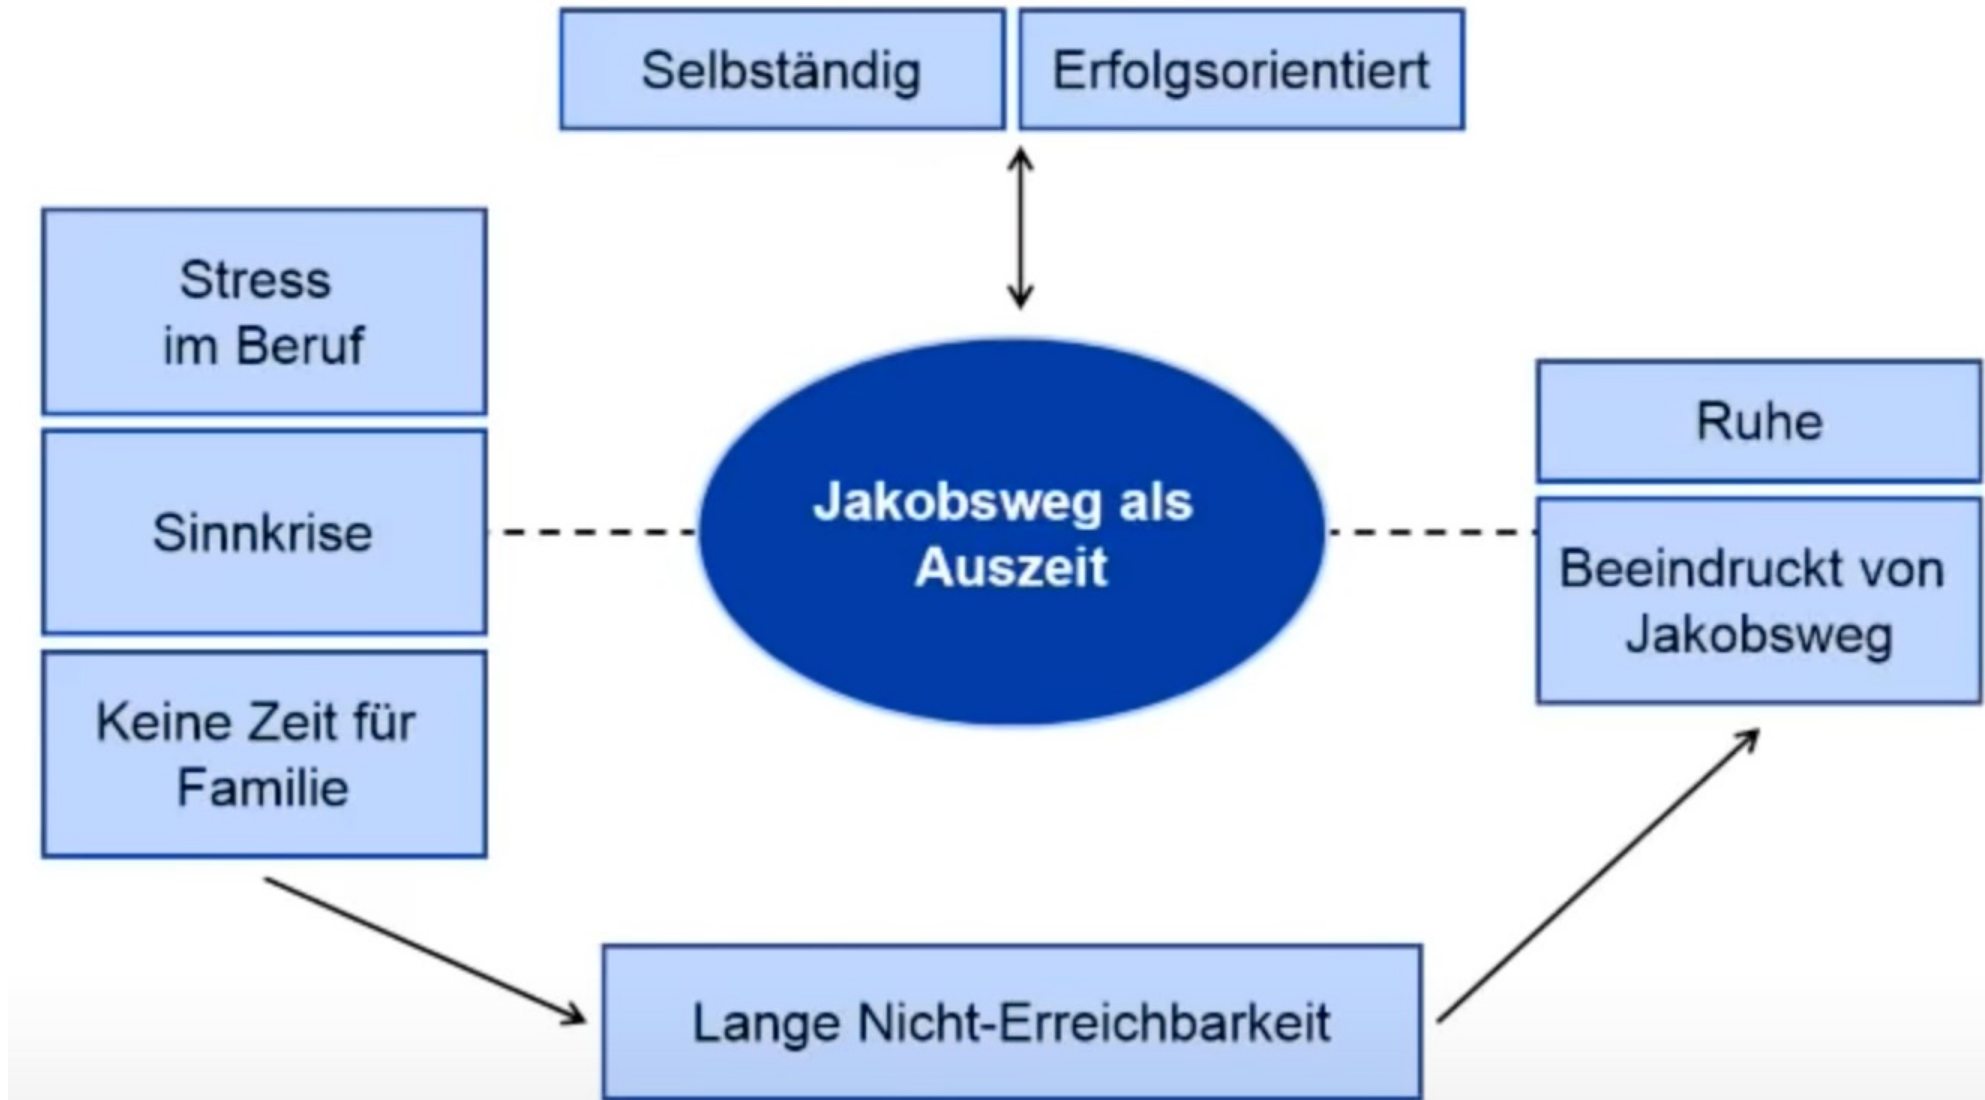 Selbständig
Erfolgsorientiert
Stress
im Beruf
Sinnkrise
Keine Zeit für
Familie
Jakobsweg als
Auszeit
Ruhe
Beeindruckt von
Jakobsweg
Lange Nicht-Erreichbarkeit